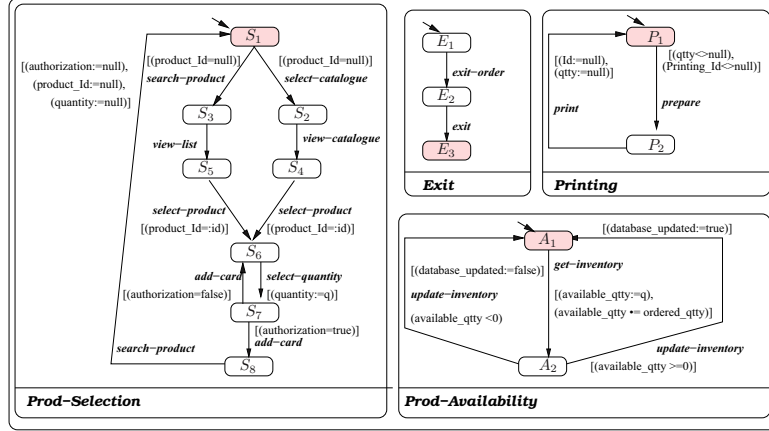 S1
[(authorization:=null),
(product_Id:=null),
(quantity:=null)]
[(product_Id=null)]
search-product
[(product_Id=null]
select-catalogue
S3
S2
view-list
view-catalogue
S5
S4
select-product
[(product_Id=:id)]
select-product
[(product_Id=:id)]
S6
add-card
[(authorization=false)]
select-quantity
[(quantity:=q)]
S7
[(authorization=true)]
add-card
search-product
S8
Prod-Selection
E1
exit-order
E2
exit
E3
Exit
P1
[(Id:=null),
(qtty:=null)]
print
[(qtty<>null),
(Printing_Id<>null)]
prepare
P2
Printing
A1
[(database_updated:=true)]
[(database_updated:=false)]
update-inventory
(available_qtty <0)
get-inventory
[(available_qtty:=q),
(available_qtty •= ordered_qtty)]
update-inventory
[(available_qtty >=0)]
A2
Prod-Availability